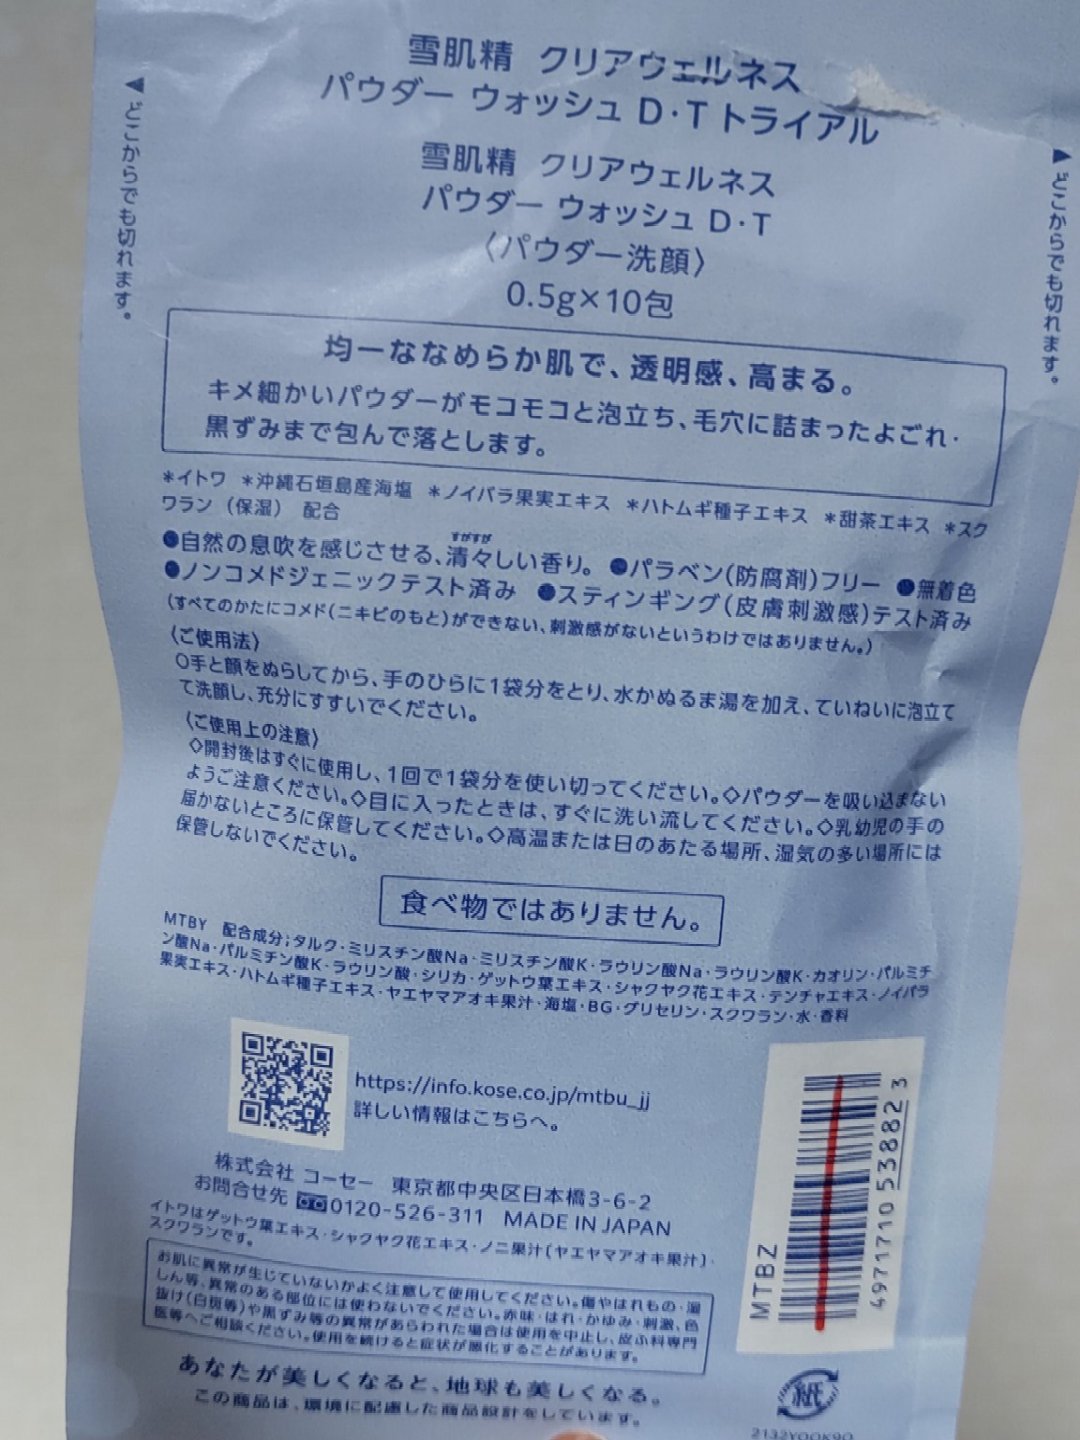 雪肌精 クリアウェルネス
パウダー ウォッシュ D・T トライアル
雪肌精 クリアウェルネス
パウダー ウォッシュ D・T
〈パウダー洗顔〉
0.5g×10包
◀どこからでも切れます。
▶どこからでも切れます。
均一ななめらか肌で、透明感、高まる。
キメ細かいパウダーがモコモコと泡立ち、毛穴に詰まったよごれ・
黒ずみまで包んで落とします。
＊イトワ ＊沖縄石垣島産海塩 ＊ノイバラ果実エキス ＊ハトムギ種子エキス ＊甜茶エキス ＊スク
ワラン（保湿） 配合
すがすが
●自然の息吹を感じさせる、清々しい香り。 ●パラベン(防腐剤)フリー ●無着色
●ノンコメドジェニックテスト済み ●スティンギング(皮膚刺激感)テスト済み
(すべてのかたにコメド(ニキビのもと)ができない、刺激感がないというわけではありません。)
〈ご使用法〉
○手と顔をぬらしてから、手のひらに1袋分をとり、水かぬるま湯を加え、ていねいに泡立て
て洗顔し、充分にすすいでください。
〈ご使用上の注意〉
◇開封後はすぐに使用し、1回で1袋分を使い切ってください。◇パウダーを吸い込まない
ようご注意ください。◇目に入ったときは、すぐに洗い流してください。◇乳幼児の手の
届かないところに保管してください。◇高温または日のあたる場所、湿気の多い場所には
保管しないでください。
食べ物ではありません。
MTBY 配合成分；タルク・ミリスチン酸Na・ミリスチン酸K・ラウリン酸Na・ラウリン酸K・カオリン・パルミチ
ン酸Na・パルミチン酸K・ラウリン酸・シリカ・ゲットウ葉エキス・シャクヤク花エキス・テンチャエキス・ノイバラ
果実エキス・ハトムギ種子エキス・ヤエヤマアオキ果汁・海塩・BG・グリセリン・スクワラン・水・香料
https://info.kose.co.jp/mtbu_jj
詳しい情報はこちらへ。
株式会社 コーセー 東京都中央区日本橋3-6-2
お問合せ先 0120-526-311 MADE IN JAPAN
イトワはゲットウ葉エキス・シャクヤク花エキス・ノニ果汁(ヤエヤマアオキ果汁)・
スクワランです。
お肌に異常が生じていないかよく注意して使用してください。傷やはれもの・湿
しん等、異常のある部位には使わないでください。赤味・はれ・かゆみ・刺激、色
抜け(白斑等)や黒ずみ等の異常があらわれた場合は使用を中止し、皮ふ科専門
医等へご相談ください。使用を続けると症状が悪化することがあります。
あなたが美しくなると、地球も美しくなる。
この商品は、環境に配慮した商品設計をしています。
MTBZ
4971710538823
紙